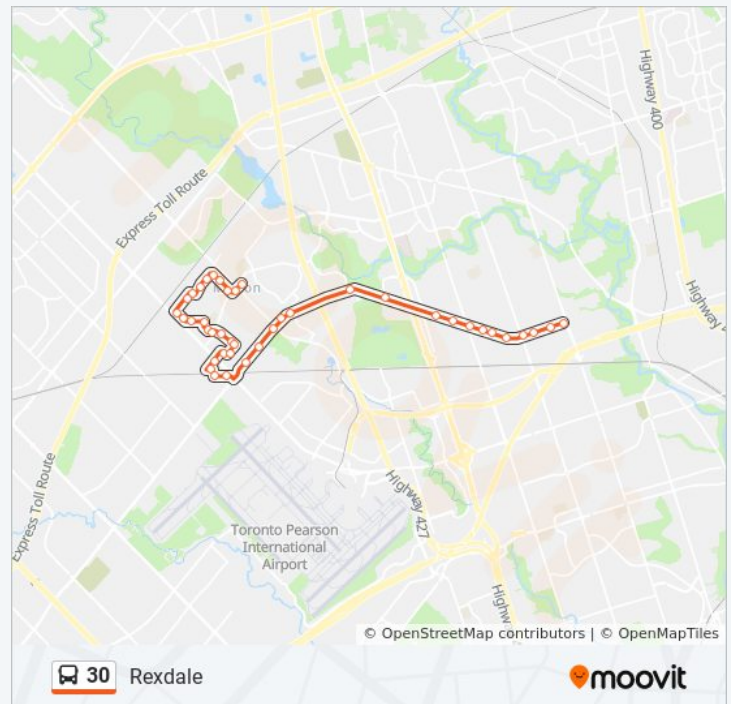 Highway 400
Express Toll Route
Highway 4
Express Toll Route
Highway 427
Toronto Pearson
International
Airport
Highw
© OpenStreetMap contributors | © OpenMapTiles
30 Rexdale
moovit